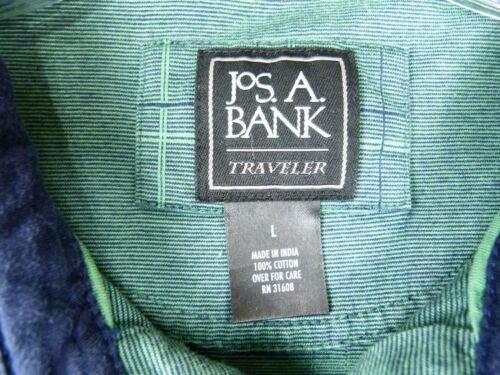 JoS. A.
BANK
TRAVELER
L
MADE IN INDIA
100% COTTON
OVER FOR CARE
RN 31608